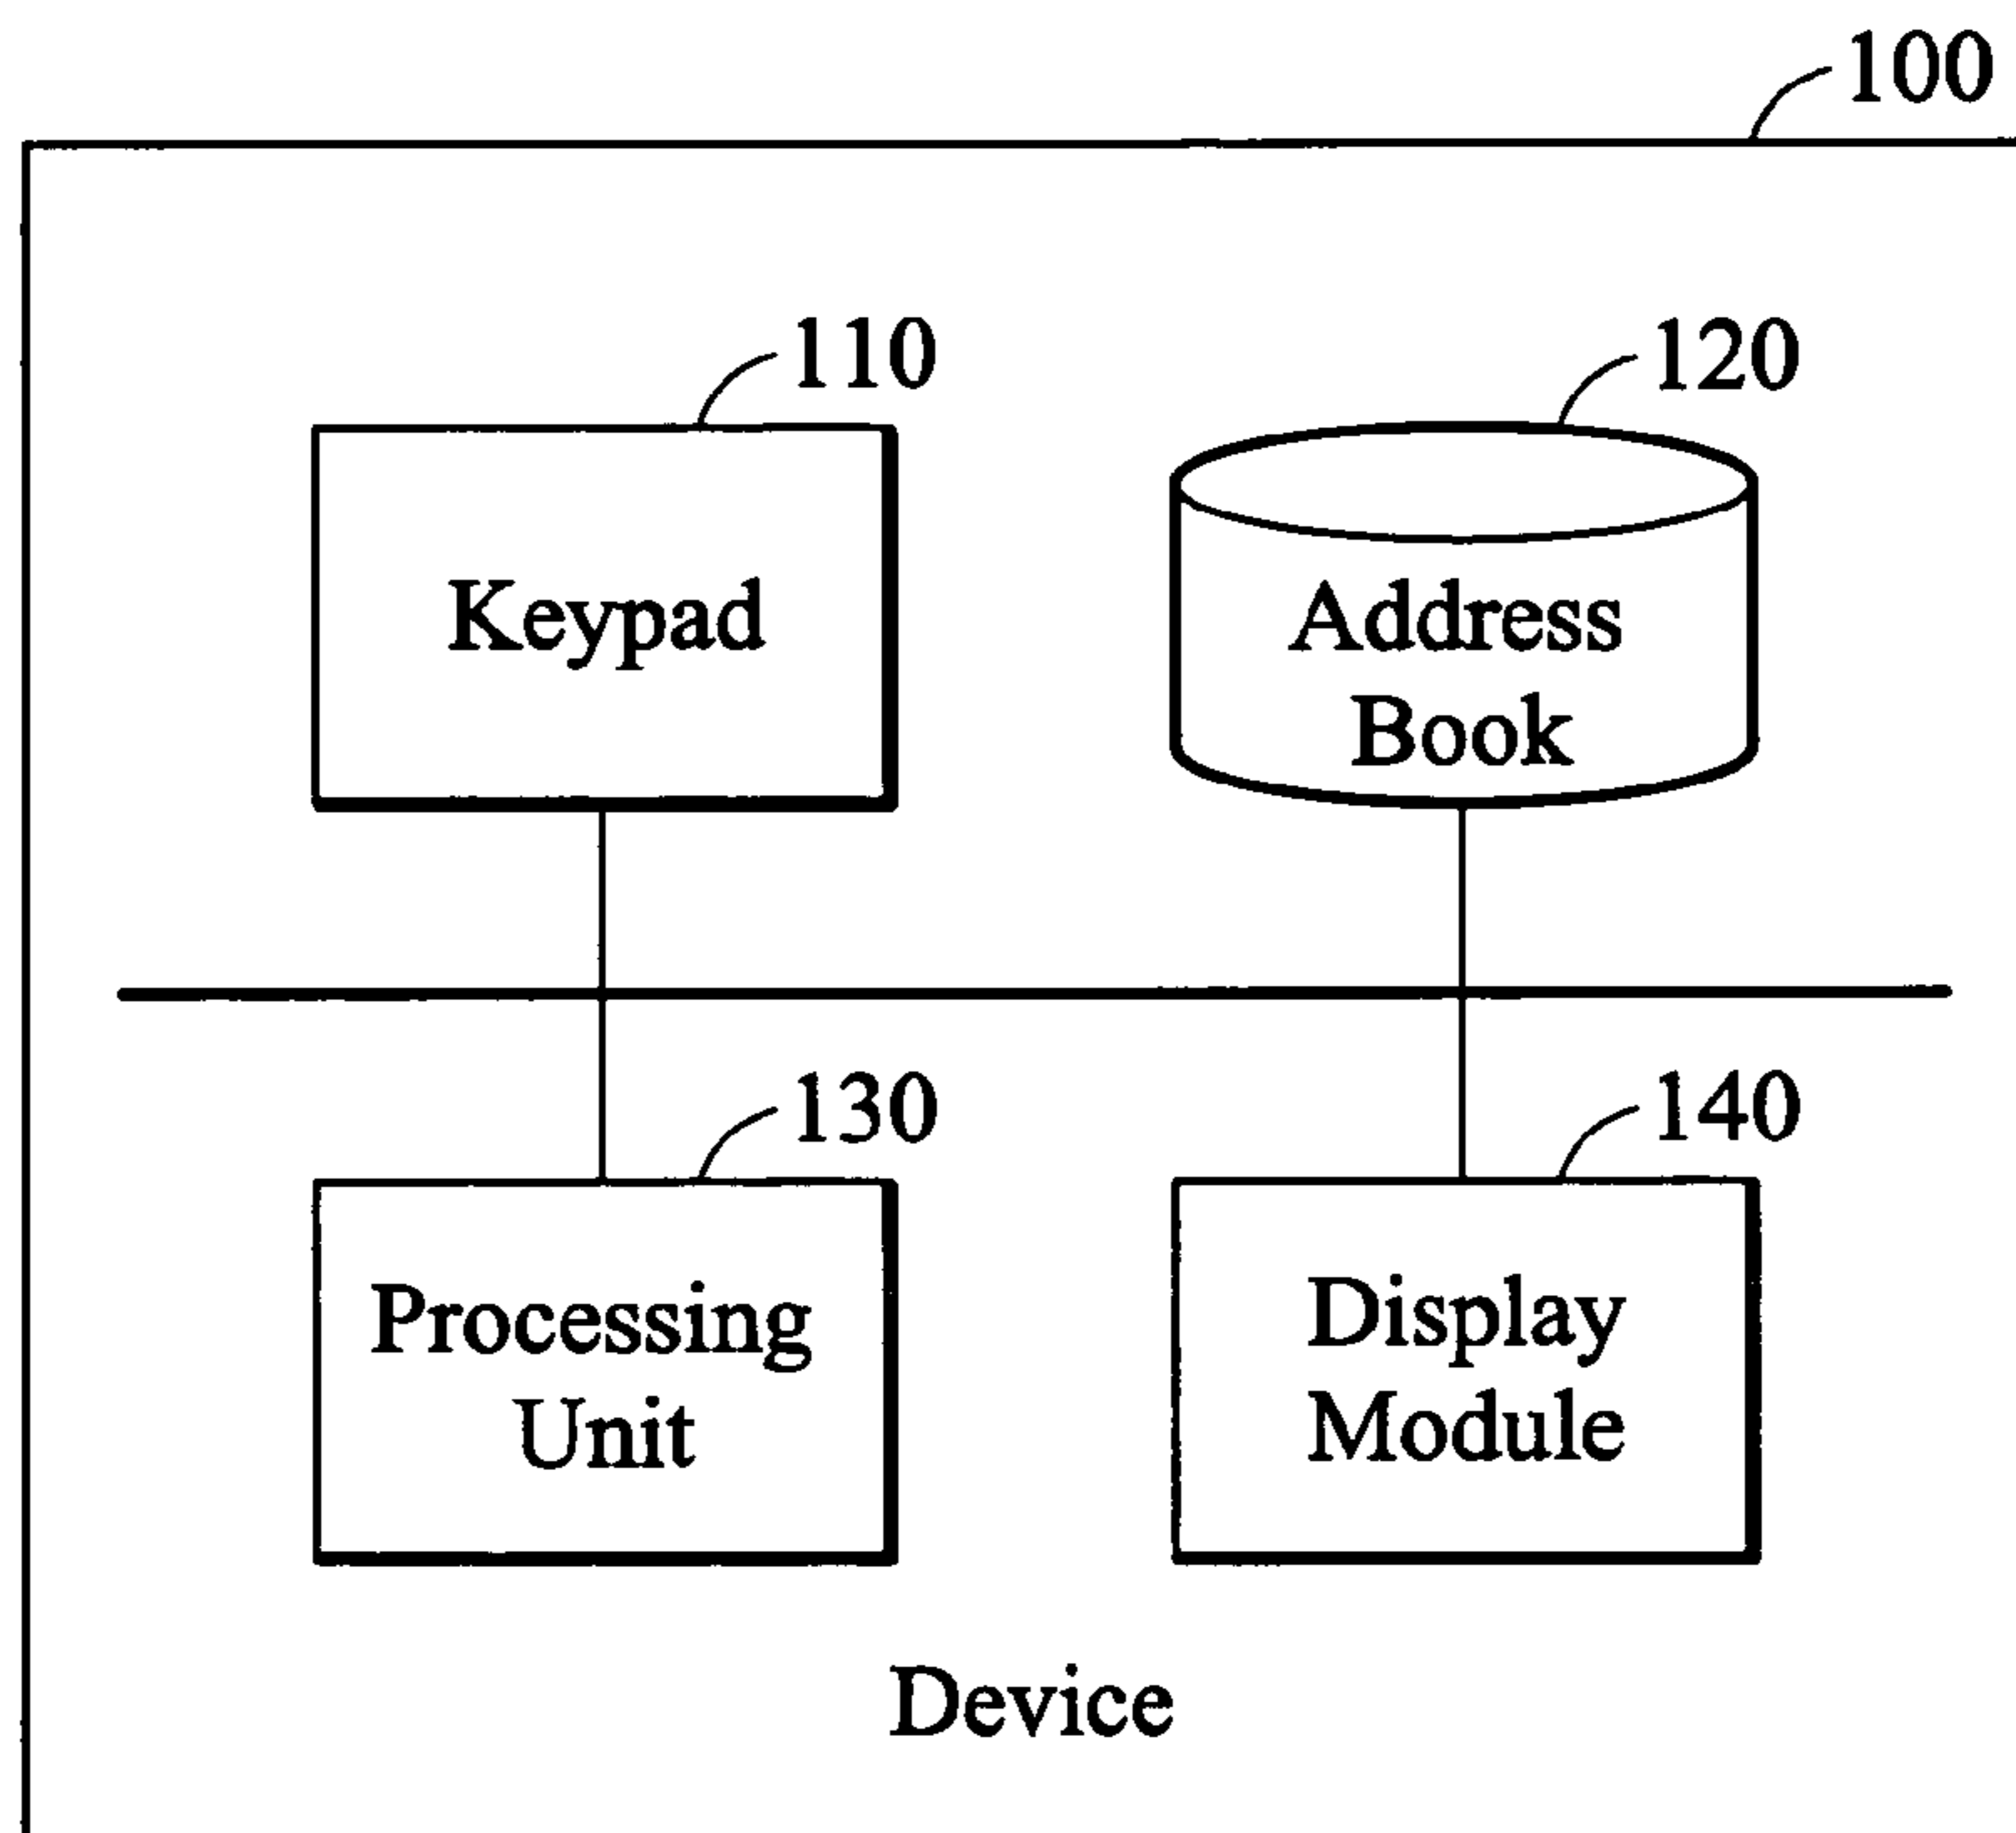 100
110
120
Keypad
Address
Book
130
140
Processing
Unit
Display
Module
Device